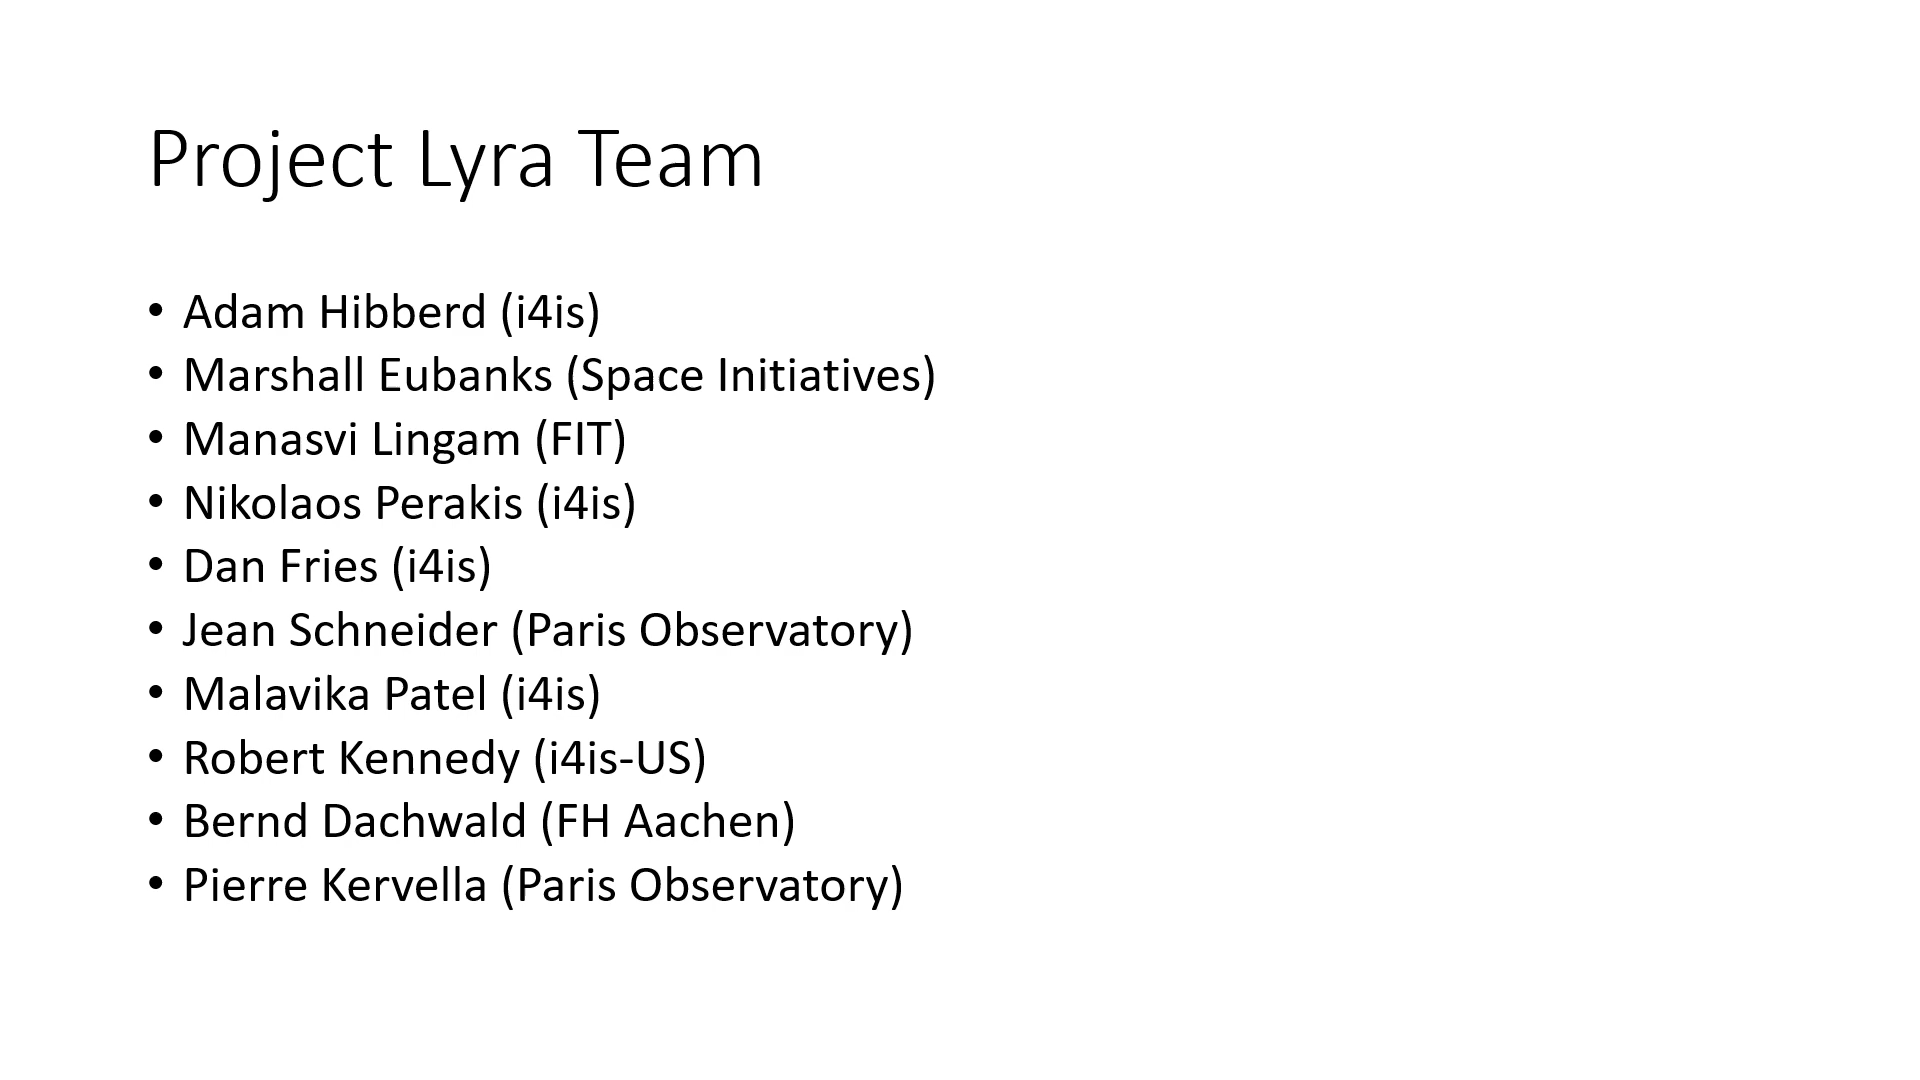 Project Lyra Team
• Adam Hibberd (i4is)
• Marshall Eubanks (Space Initiatives)
• Manasvi Lingam (FIT)
• Nikolaos Perakis (i4is)
• Dan Fries (i4is)
• Jean Schneider (Paris Observatory)
• Malavika Patel (i4is)
• Robert Kennedy (i4is-US)
• Bernd Dachwald (FH Aachen)
• Pierre Kervella (Paris Observatory)